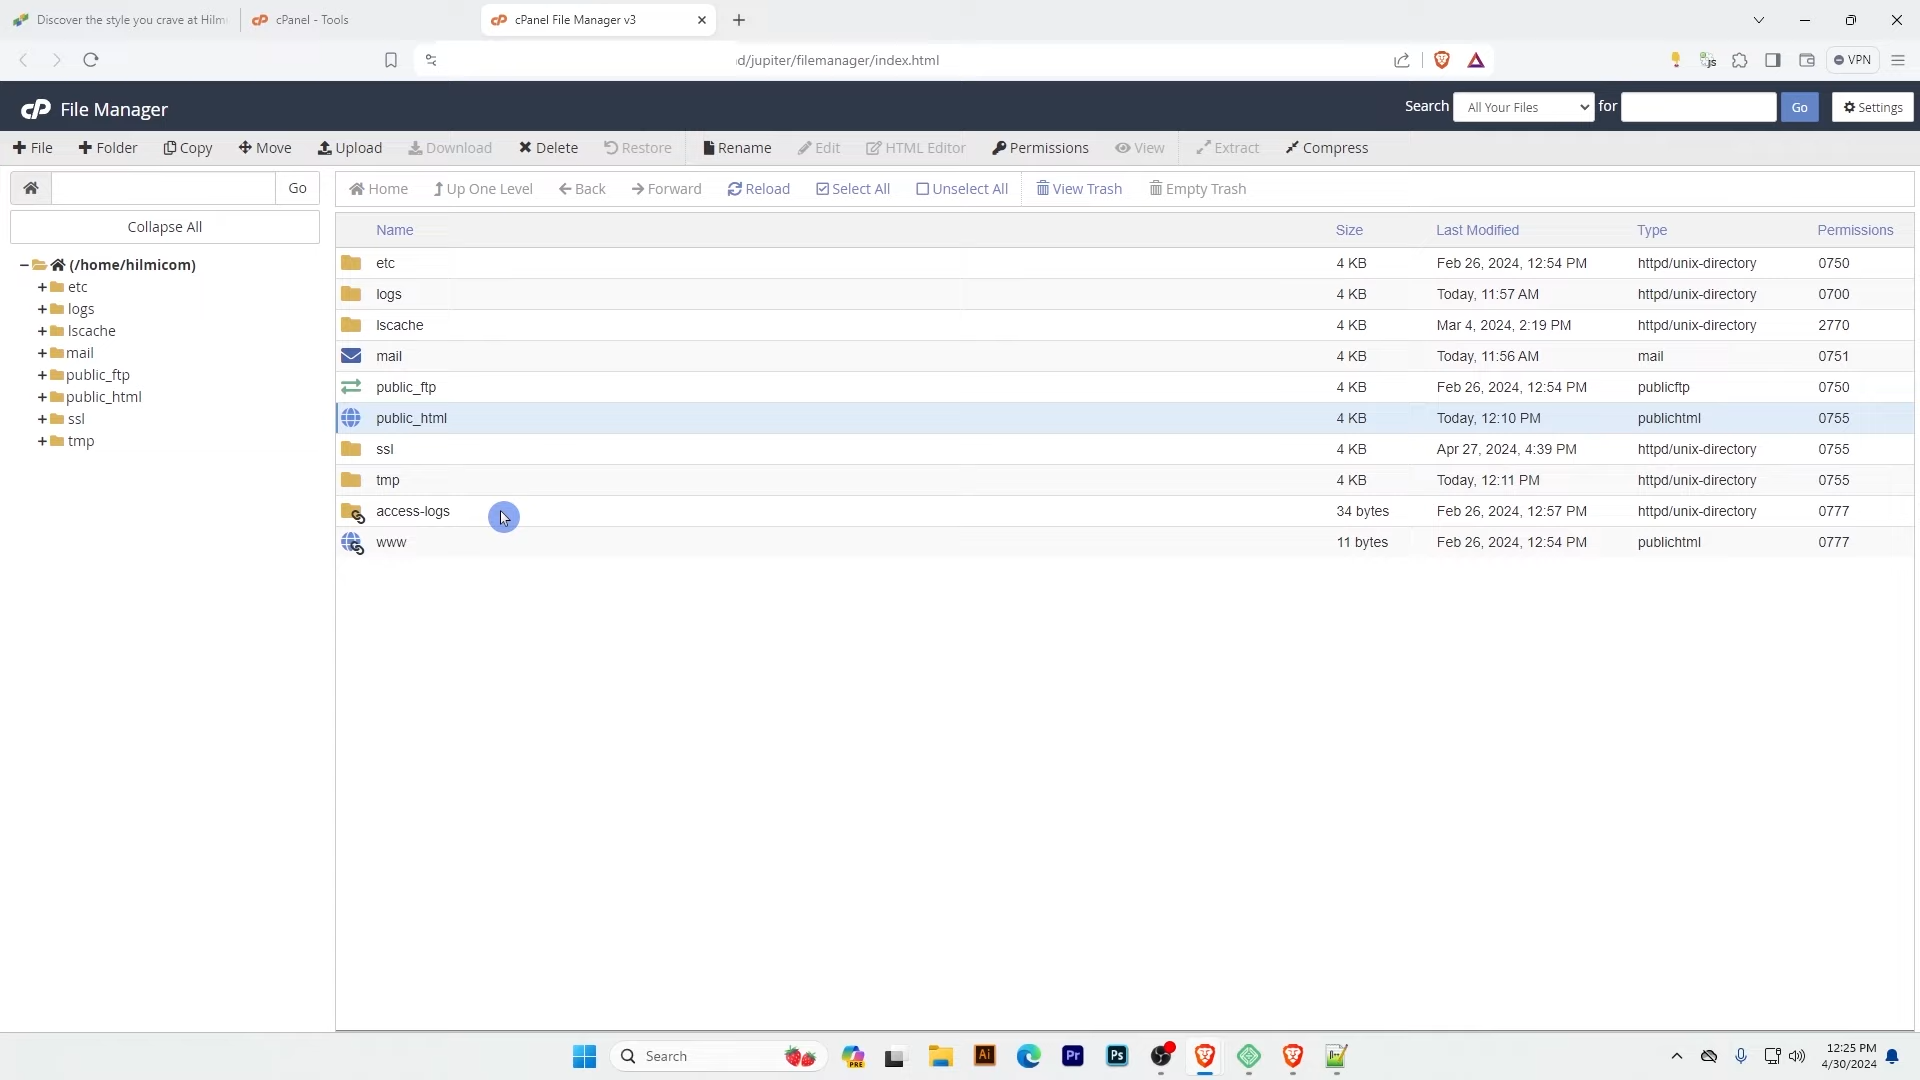 Discover the style you crave at Hilmi
cPanel - Tools
cPanel File Manager v3
d/jupiter/filemanager/index.html
VPN
cP File Manager
Search All Your Files for Go Settings
File Folder Copy Move Upload Download Delete Restore Rename Edit HTML Editor Permissions View Extract Compress
Go
Home Up One Level Back Forward Reload Select All Unselect All View Trash Empty Trash
Collapse All
(/home/hilmicom)
etc
logs
lscache
mail
public_ftp
public_html
ssl
tmp
Name Size Last Modified Type Permissions
etc 4 KB Feb 26, 2024, 12:54 PM httpd/unix-directory 0750
logs 4 KB Today, 11:57 AM httpd/unix-directory 0700
lscache 4 KB Mar 4, 2024, 2:19 PM httpd/unix-directory 2770
mail 4 KB Today, 11:56 AM mail 0751
public_ftp 4 KB Feb 26, 2024, 12:54 PM publicftp 0750
public_html 4 KB Today, 12:10 PM publichtml 0755
ssl 4 KB Apr 27, 2024, 4:39 PM httpd/unix-directory 0755
tmp 4 KB Today, 12:11 PM httpd/unix-directory 0755
access-logs 34 bytes Feb 26, 2024, 12:57 PM httpd/unix-directory 0777
www 11 bytes Feb 26, 2024, 12:54 PM publichtml 0777
Search
PRE
Ai
Pr
Ps
12:25 PM
4/30/2024